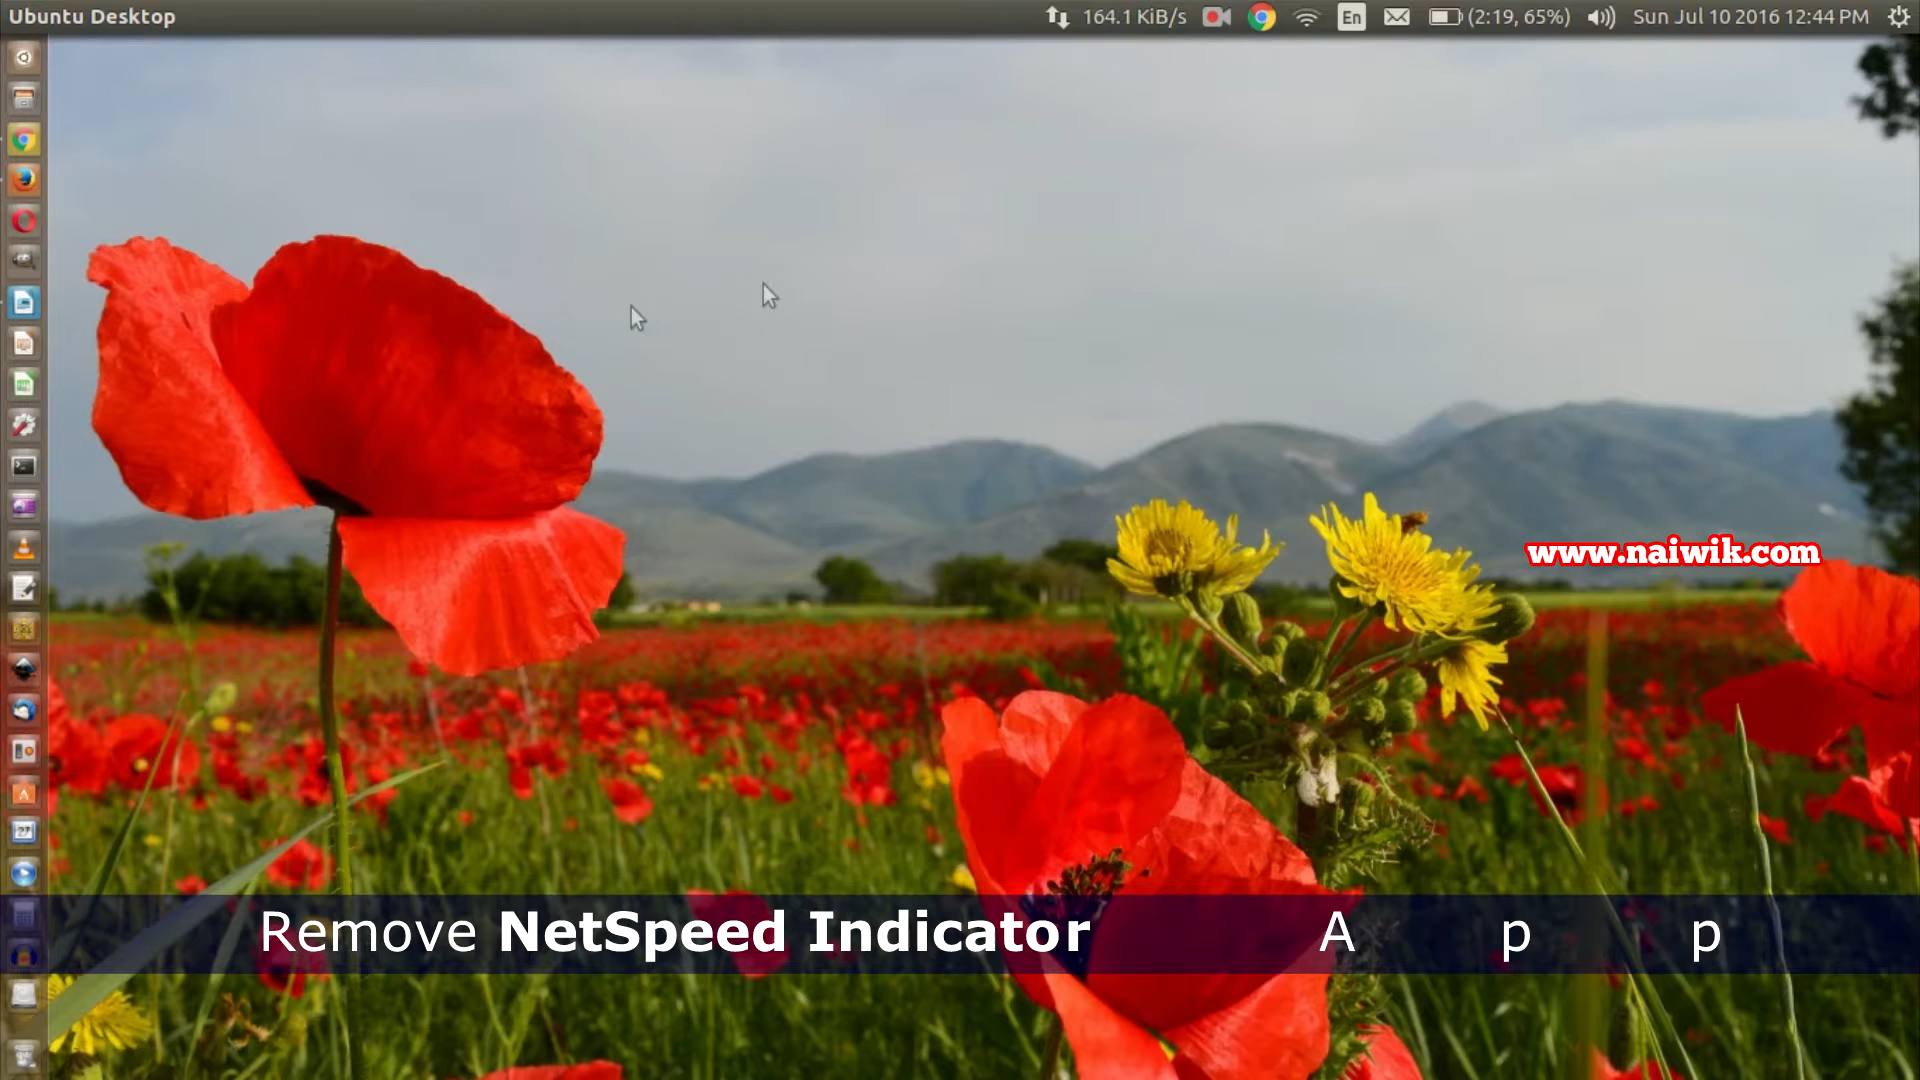 Ubuntu Desktop
164.1 KiB/s En (2:19, 65%) Sun Jul 10 2016 12:44 PM
www.naiwik.com
Remove NetSpeed Indicator A p p